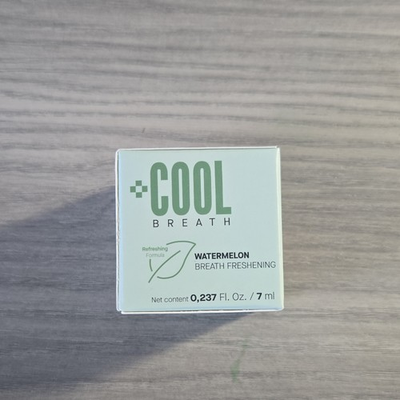 COOL
BREATH
Refreshing
Formula
WATERMELON
BREATH FRESHENING
Net content 0,237 Fl. Oz. / 7 ml